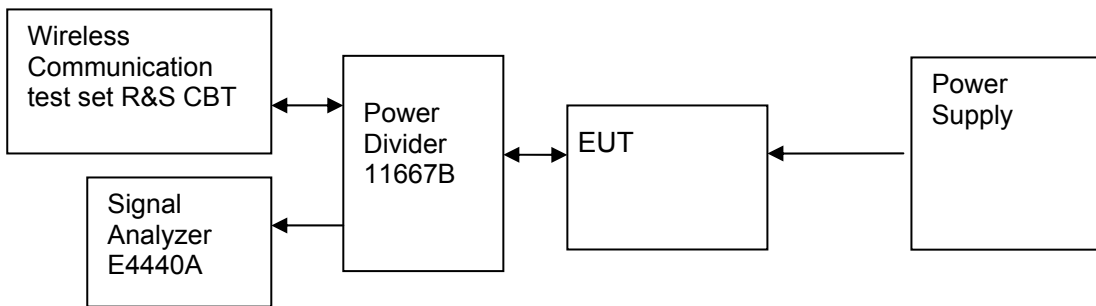 Wireless
Communication
test set R&S CBT
Power
Divider
11667B
Signal
Analyzer
E4440A
EUT
Power
Supply